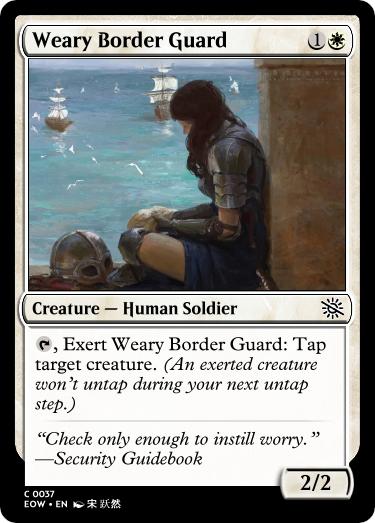 Weary Border Guard 1
Creature — Human Soldier
, Exert Weary Border Guard: Tap
target creature. (An exerted creature
won't untap during your next untap
step.)
“Check only enough to instill worry.”
—Security Guidebook
2/2
C 0037
EOW • EN 宋 跃然